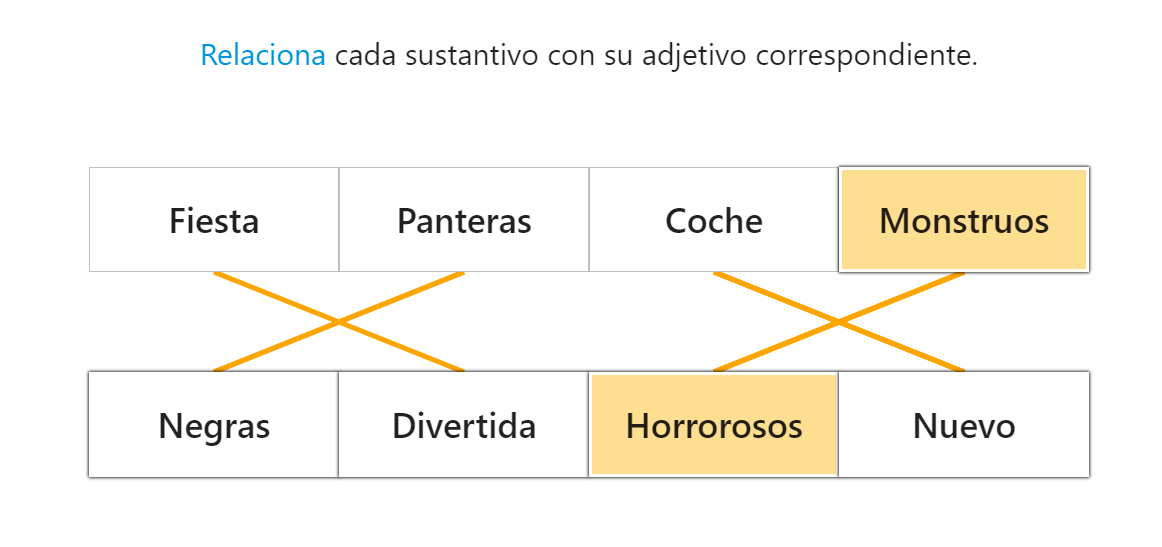 Relaciona cada sustantivo con su adjetivo correspondiente.
Fiesta Panteras Coche Monstruos
Negras Divertida Horrorosos Nuevo